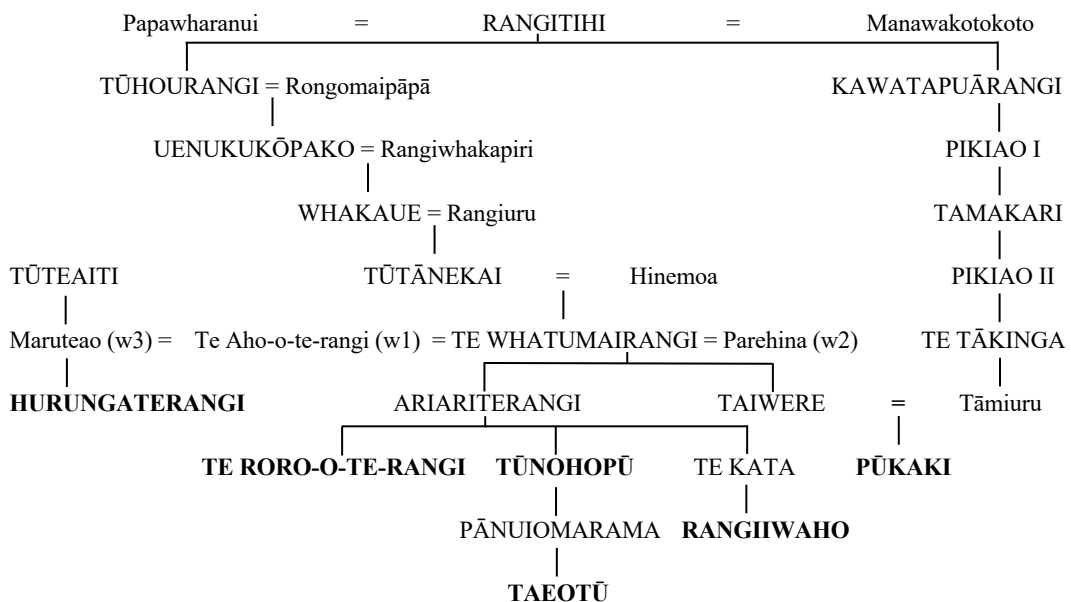 Papawharanui = RANGITIHI = Manawakotokoto
TŪHOURANGI = Rongomaipāpā KAWATAPUĀRANGI
UENUKUKŌPAKO = Rangiwhakapiri PIKIAO I
WHAKAUE = Rangiuru TAMAKARI
TŪTEAITI TŪTĀNEKAI = Hinemoa PIKIAO II
Maruteao (w3) = Te Aho-o-te-rangi (w1) = TE WHATUMAIRANGI = Parehina (w2) TE TĀKINGA
HURUNGATERANGI ARIARITERANGI TAIWERE = Tāmiuru
TE RORO-O-TE-RANGI TŪNOHOPŪ TE KATA PŪKAKI
PĀNUIOMARAMA RANGIIWAHO
TAEOTŪ